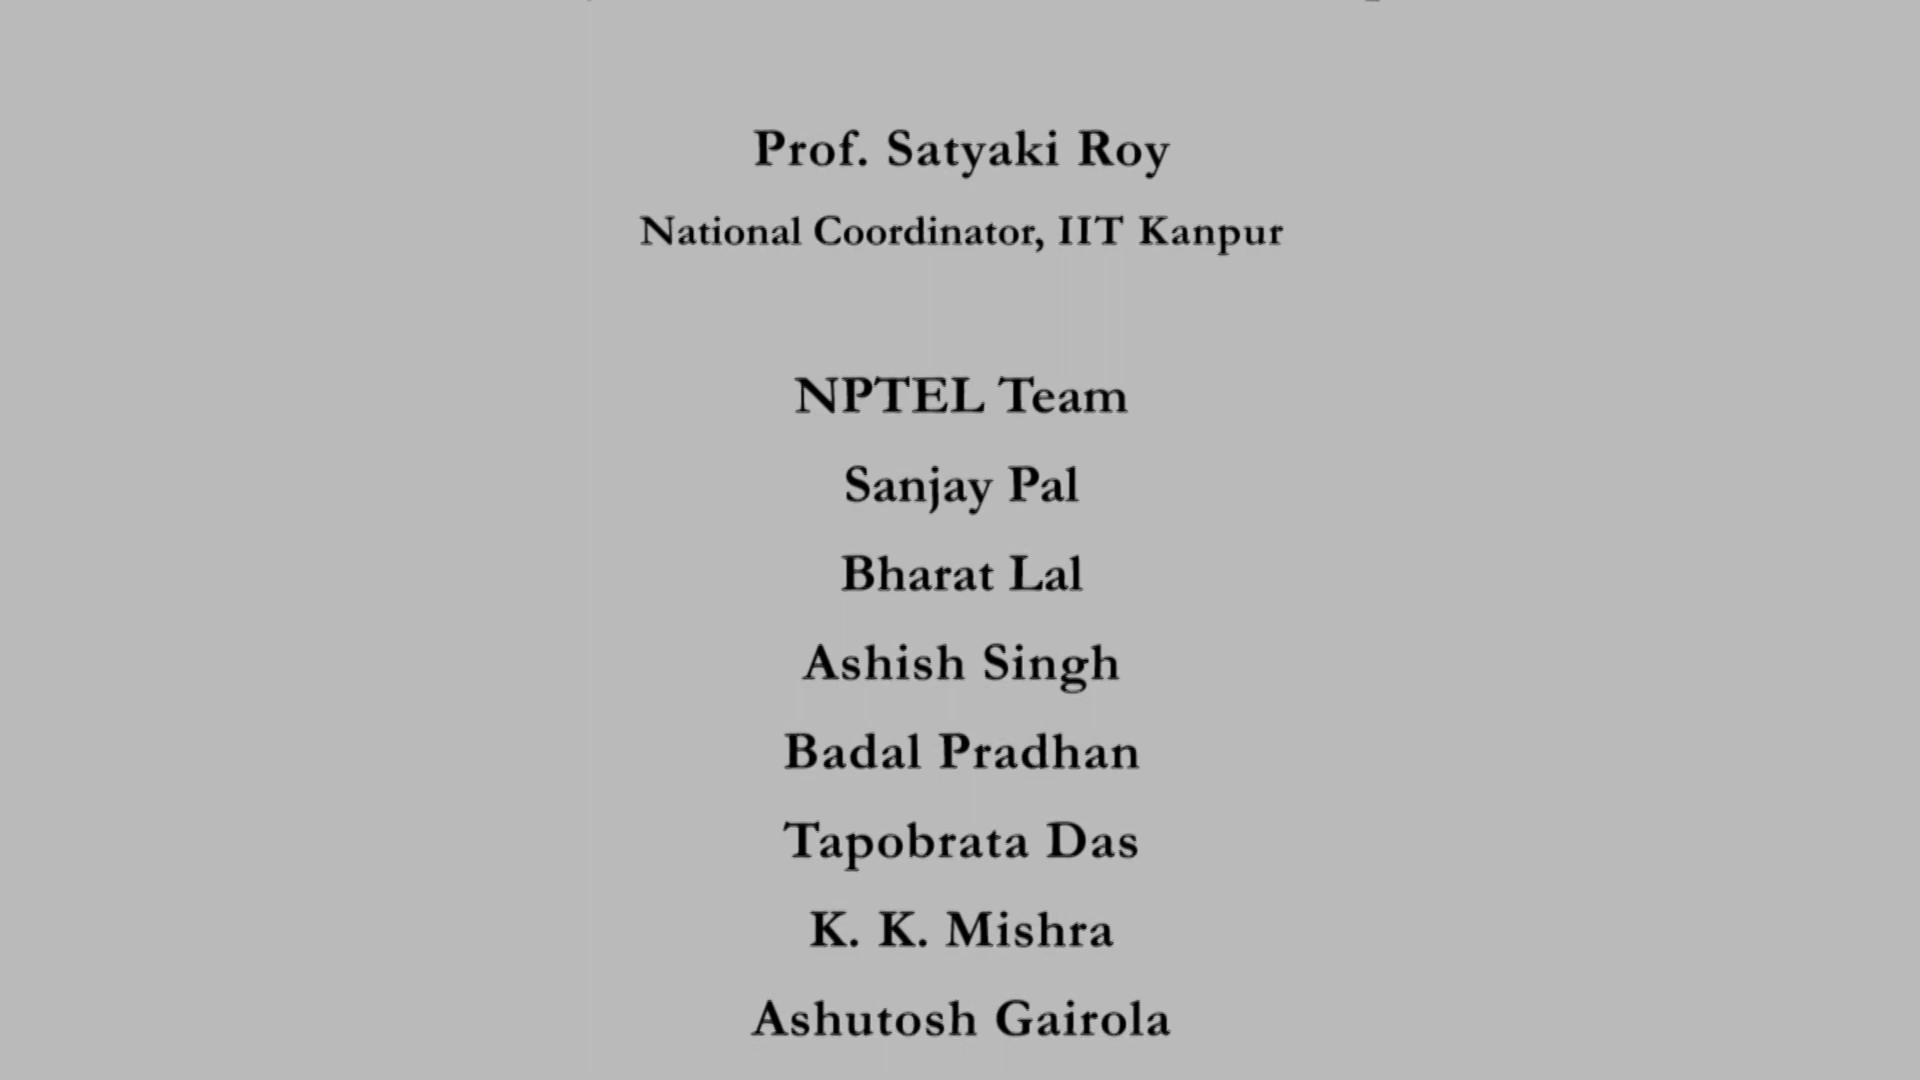 Prof. Satyaki Roy
National Coordinator, IIT Kanpur
NPTEL Team
Sanjay Pal
Bharat Lal
Ashish Singh
Badal Pradhan
Tapobrata Das
K. K. Mishra
Ashutosh Gairola